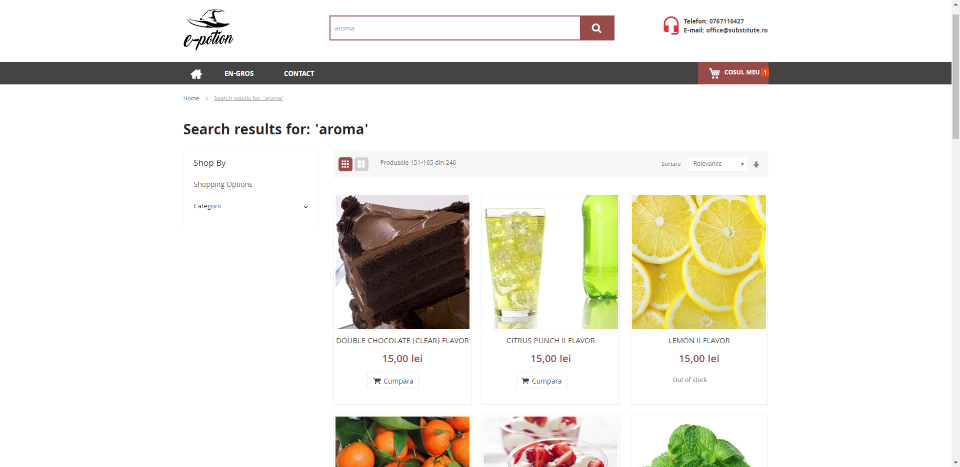 e-potion
aroma
Telefon: 0767116427
E-mail: office@substitute.ro
EN-GROS
CONTACT
COSUL MEU 1
Home › Search results for: 'aroma'
Search results for: 'aroma'
Shop By
Shopping Options
Categorii
Produsele 151-165 din 246
Sortare
Relevance
DOUBLE CHOCOLATE (CLEAR) FLAVOR
15,00 lei
Cumpara
CITRUS PUNCH II FLAVOR
15,00 lei
Cumpara
LEMON II FLAVOR
15,00 lei
Out of stock